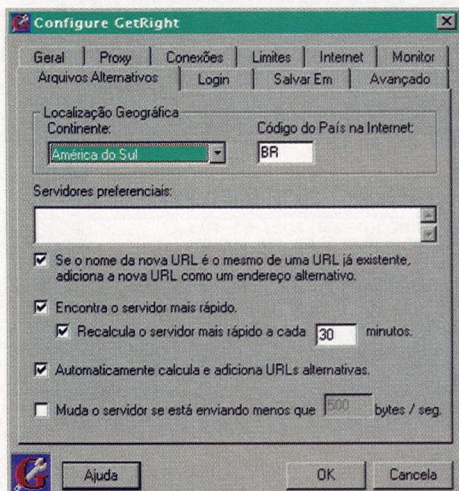 Configure GetRight
Geral Proxy Conexões Limites Internet Monitor
Arquivos Alternativos Login Salvar Em Avançado
Localização Geográfica
Continente: Código do País na Internet:
América do Sul BR
Servidores preferenciais:
Se o nome da nova URL é o mesmo de uma URL já existente,
adiciona a nova URL como um endereço alternativo.
Encontra o servidor mais rápido.
Recalcula o servidor mais rápido a cada 30 minutos.
Automaticamente calcula e adiciona URLs alternativas.
Muda o servidor se está enviando menos que 500 bytes / seg.
Ajuda OK Cancela